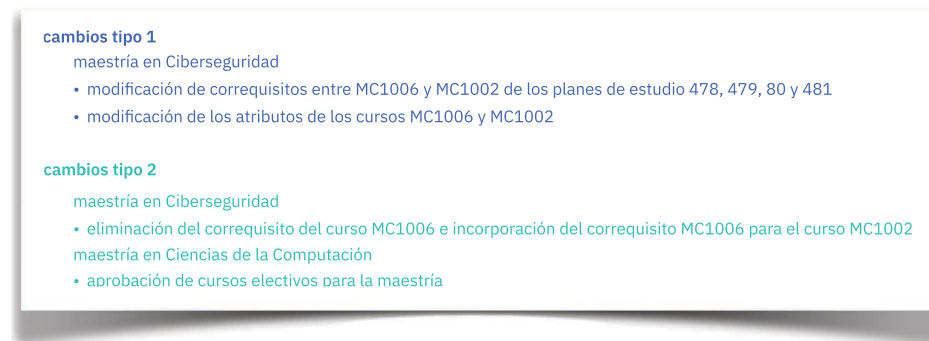 cambios tipo 1
maestría en Ciberseguridad
• modificación de correquisitos entre MC1006 y MC1002 de los planes de estudio 478, 479, 80 y 481
• modificación de los atributos de los cursos MC1006 y MC1002
cambios tipo 2
maestría en Ciberseguridad
• eliminación del correquisito del curso MC1006 e incorporación del correquisito MC1006 para el curso MC1002
maestría en Ciencias de la Computación
• aprobación de cursos electivos para la maestría